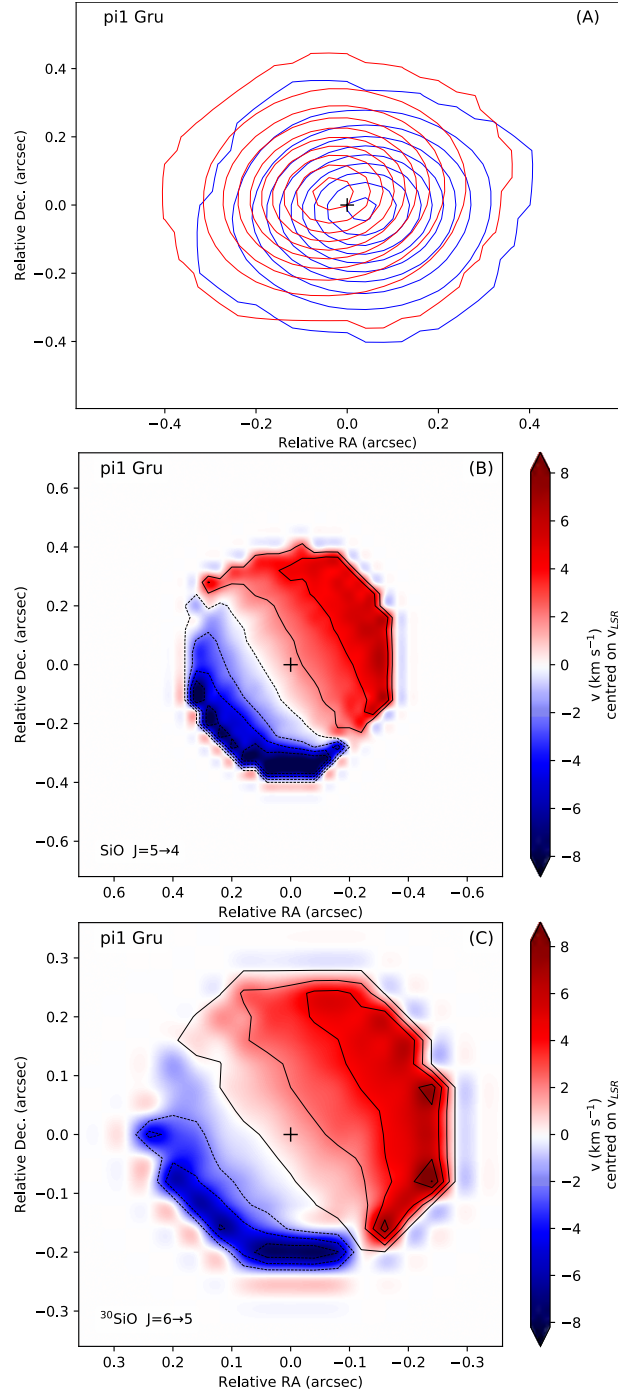 pi1 Gru (A)
Relative Dec. (arcsec)
0.4
0.2
0.0
−0.2
−0.4
−0.4 −0.2 0.0 0.2 0.4
Relative RA (arcsec)
pi1 Gru (B)
Relative Dec. (arcsec)
0.6
0.4
0.2
0.0
−0.2
−0.4
−0.6
SiO J=5→4
0.6 0.4 0.2 0.0 −0.2 −0.4 −0.6
Relative RA (arcsec)
8
6
4
2
0
−2
−4
−6
−8
v (km s⁻¹)
centred on v_LSR
pi1 Gru (C)
Relative Dec. (arcsec)
0.3
0.2
0.1
0.0
−0.1
−0.2
−0.3
³⁰SiO J=6→5
0.3 0.2 0.1 0.0 −0.1 −0.2 −0.3
Relative RA (arcsec)
8
6
4
2
0
−2
−4
−6
−8
v (km s⁻¹)
centred on v_LSR